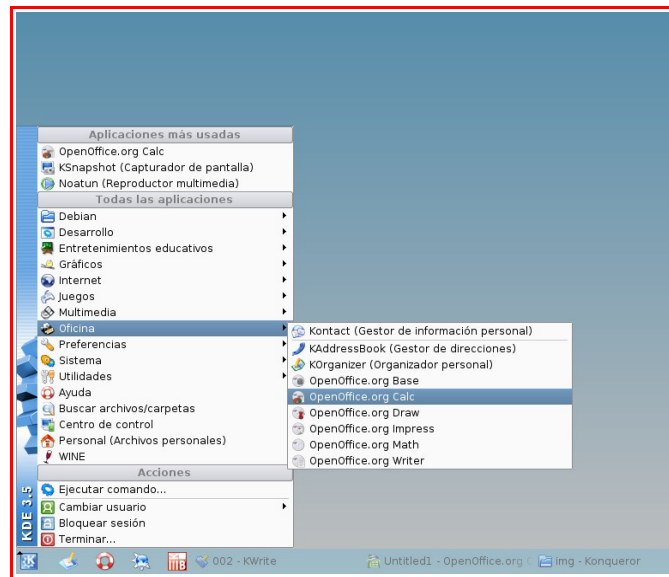 Aplicaciones más usadas
OpenOffice.org Calc
KSnapshot (Capturador de pantalla)
Noatun (Reproductor multimedia)
Todas las aplicaciones
Debian
Desarrollo
Entretenimientos educativos
Gráficos
Internet
Juegos
Multimedia
Oficina
Preferencias
Sistema
Utilidades
Ayuda
Buscar archivos/carpetas
Centro de control
Personal (Archivos personales)
WINE
Acciones
Ejecutar comando...
Cambiar usuario
Bloquear sesión
Terminar...
KDE 3.5
Kontact (Gestor de información personal)
KAddressBook (Gestor de direcciones)
KOrganizer (Organizador personal)
OpenOffice.org Base
OpenOffice.org Calc
OpenOffice.org Draw
OpenOffice.org Impress
OpenOffice.org Math
OpenOffice.org Writer
002 - KWrite
Untitled1 - OpenOffice.org
img - Konqueror